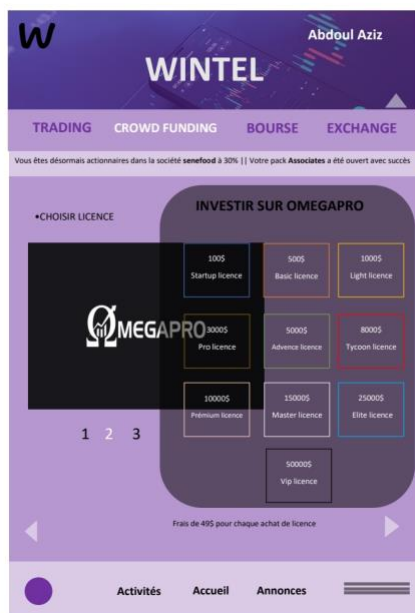 W
Abdoul Aziz
WINTEL
TRADING CROWD FUNDING BOURSE EXCHANGE
Vous êtes désormais actionnaires dans la société senefood à 30% || Votre pack Associates a été ouvert avec succès
INVESTIR SUR OMEGAPRO
•CHOISIR LICENCE
100$ 500$ 1000$
Startup licence Basic licence Light licence
OMEGAPRO
3000$ 5000$ 8000$
Pro licence Advence licence Tycoon licence
10000$ 15000$ 25000$
Prémium licence Master licence Elite licence
1 2 3
50000$
Vip licence
Frais de 49$ pour chaque achat de licence
Activités Accueil Annonces